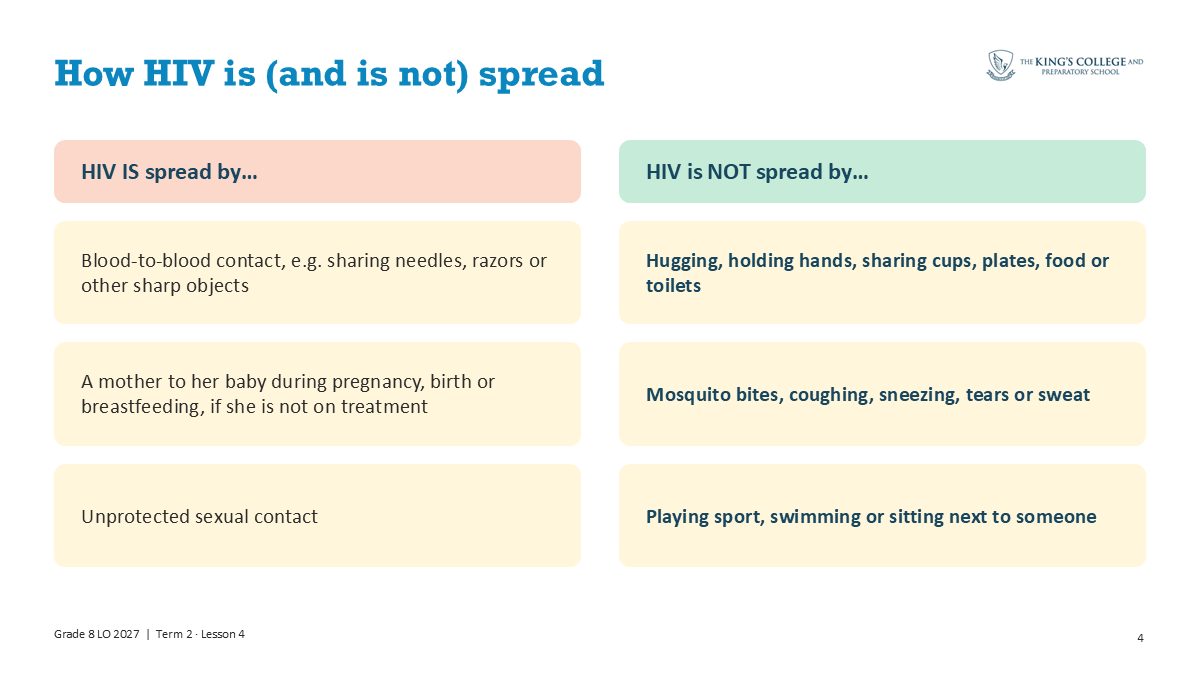 How HIV is (and is not) spread
THE KING'S COLLEGE AND
PREPARATORY SCHOOL
HIV IS spread by...
HIV is NOT spread by...
Blood-to-blood contact, e.g. sharing needles, razors or
other sharp objects
Hugging, holding hands, sharing cups, plates, food or
toilets
A mother to her baby during pregnancy, birth or
breastfeeding, if she is not on treatment
Mosquito bites, coughing, sneezing, tears or sweat
Unprotected sexual contact
Playing sport, swimming or sitting next to someone
Grade 8 LO 2027 | Term 2 · Lesson 4
4